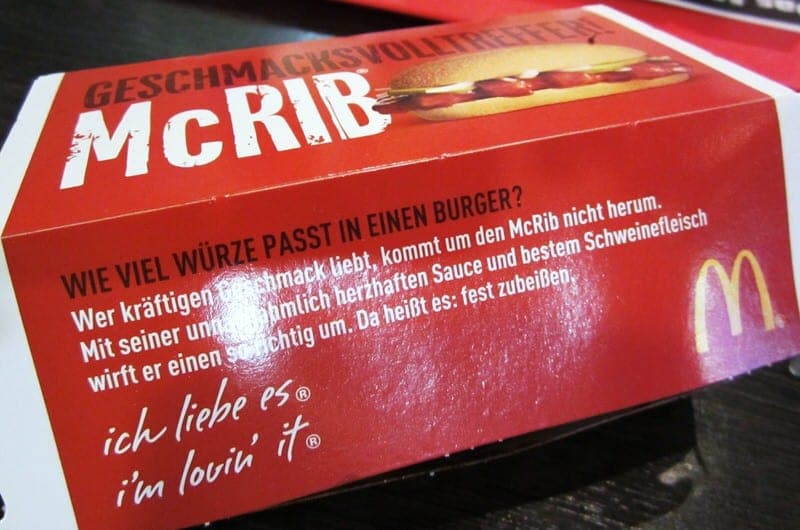 GESCHMACKSVOLLTREFFER!
McRIB
WIE VIEL WÜRZE PASST IN EINEN BURGER?
Wer kräftigen Geschmack liebt, kommt um den McRib nicht herum.
Mit seiner unnachahmlich herzhaften Sauce und bestem Schweinefleisch
wirft er einen so richtig um. Da heißt es: fest zubeißen.
ich liebe es®
i'm lovin' it®